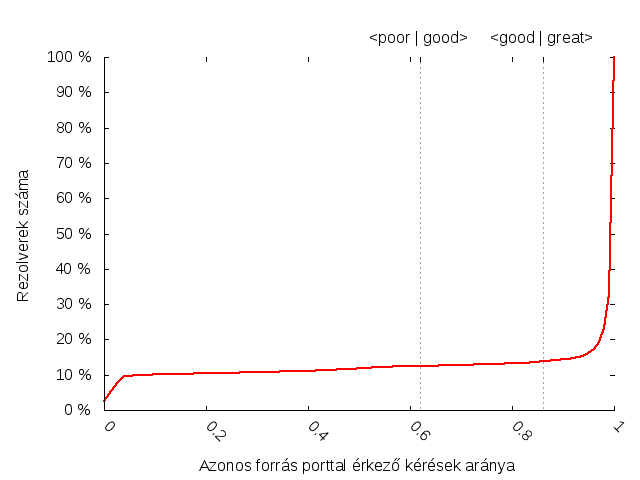 <poor | good> <good | great>
100 %
90 %
80 %
70 %
60 %
50 %
40 %
30 %
20 %
10 %
0 %
Rezolverek száma
0 0.2 0.4 0.6 0.8 1
Azonos forrás porttal érkező kérések aránya